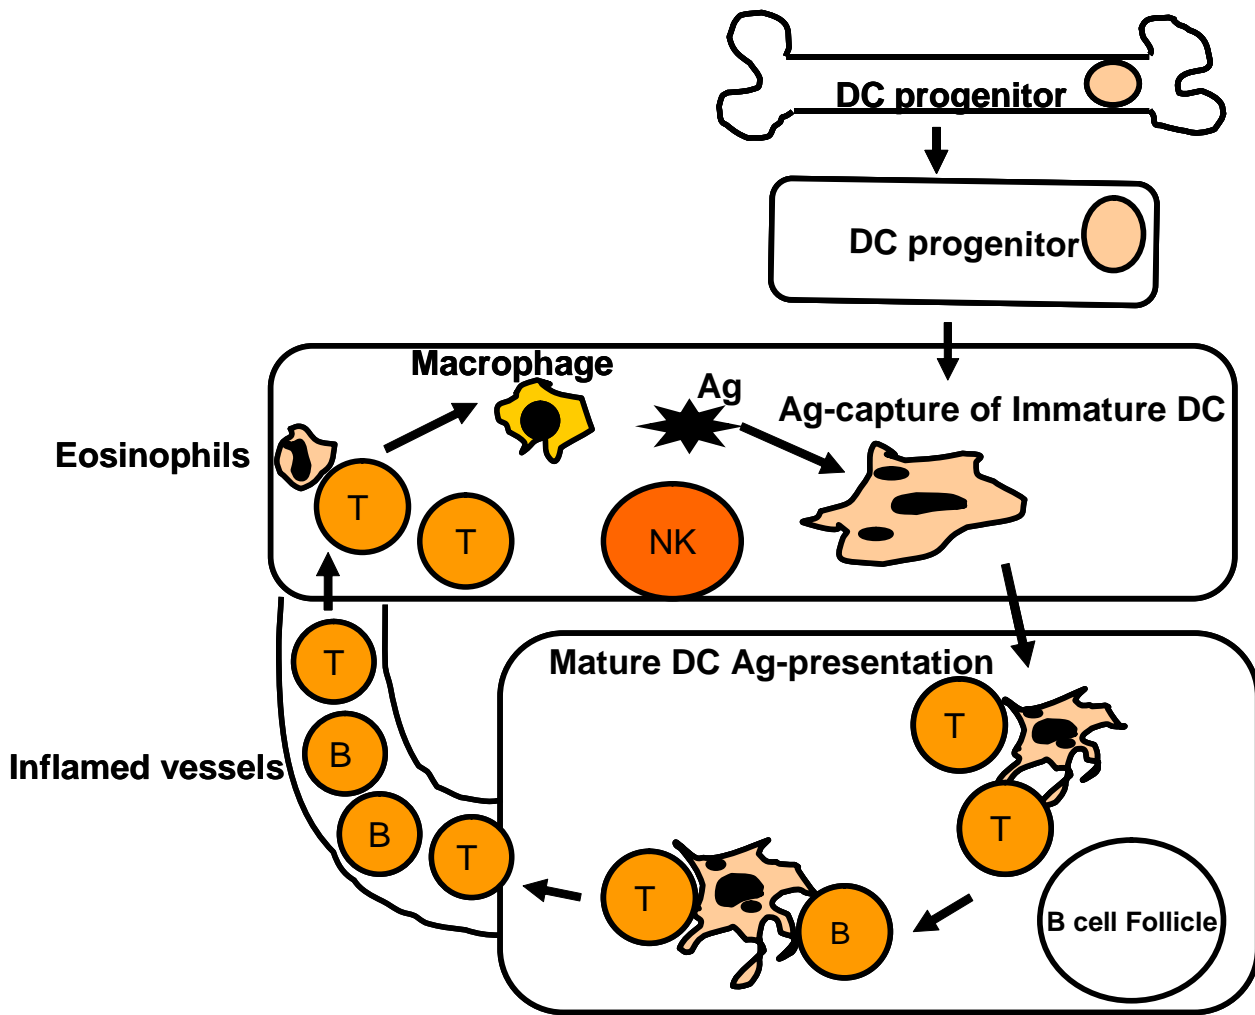 DC progenitor
DC progenitor
Macrophage
Ag
Ag-capture of Immature DC
Eosinophils
T
T
NK
Mature DC Ag-presentation
T
T
B
Inflamed vessels
B
T
T
T
B
B cell Follicle